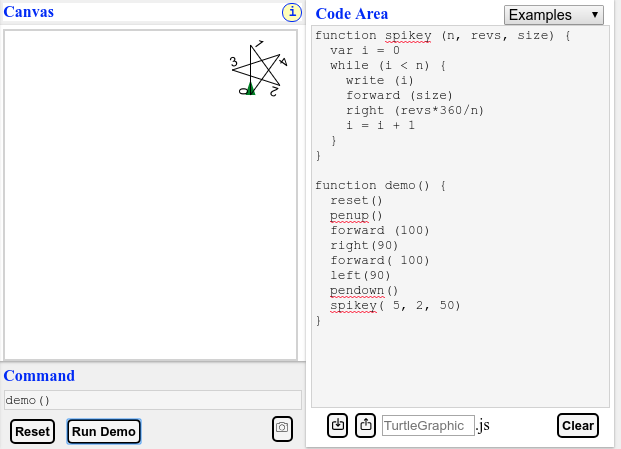 Canvas
i
Code Area
Examples
3
1
4
0
2
function spikey (n, revs, size) {
  var i = 0
  while (i < n) {
    write (i)
    forward (size)
    right (revs*360/n)
    i = i + 1
  }
}
function demo() {
  reset()
  penup()
  forward (100)
  right(90)
  forward( 100)
  left(90)
  pendown()
  spikey( 5, 2, 50)
}
Command
demo()
Reset
Run Demo
TurtleGraphic
.js
Clear